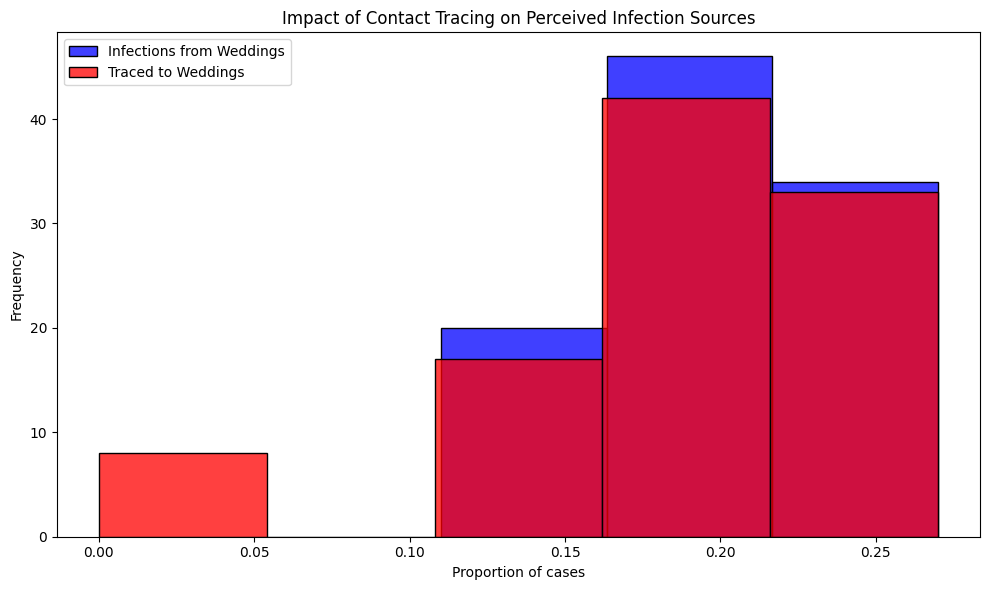 Impact of Contact Tracing on Perceived Infection Sources
Infections from Weddings
Traced to Weddings
Frequency
40
30
20
10
0
0.00 0.05 0.10 0.15 0.20 0.25
Proportion of cases